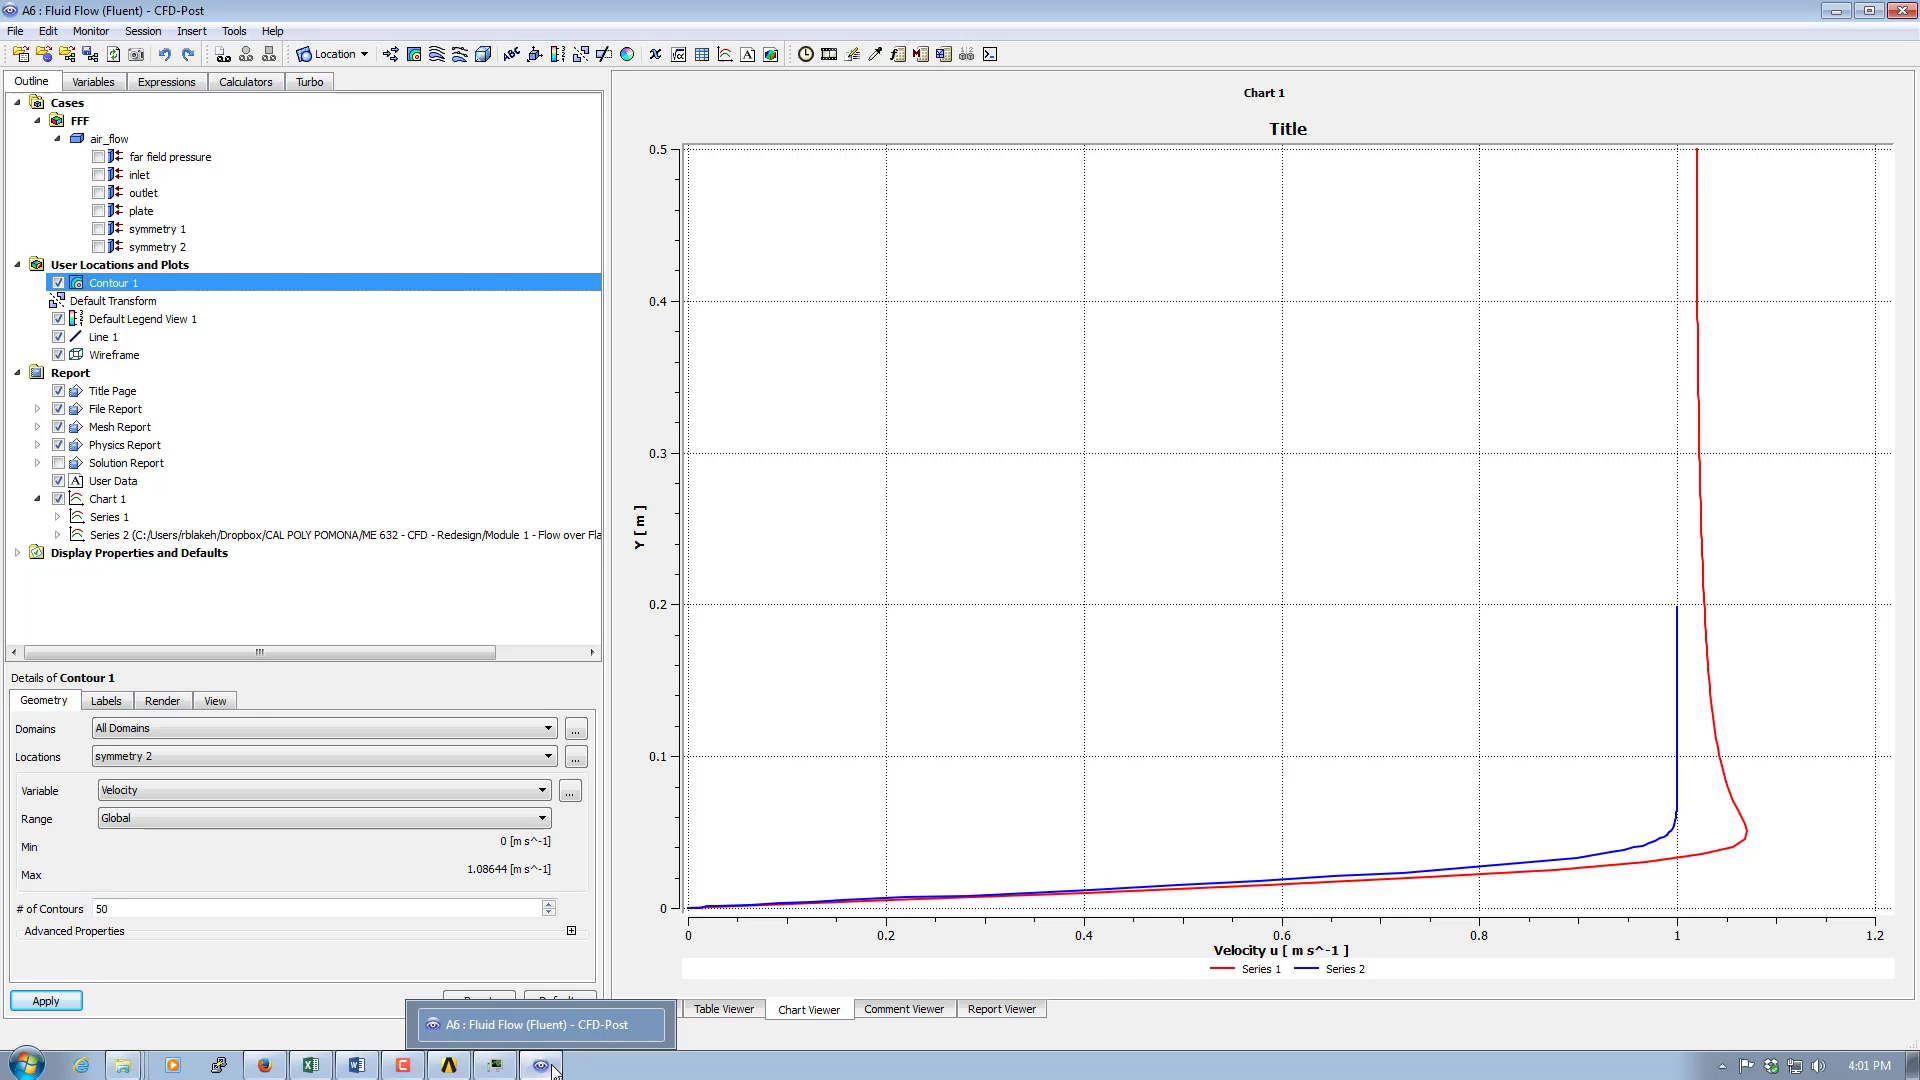 A6 : Fluid Flow (Fluent) - CFD-Post
File Edit Monitor Session Insert Tools Help
Location
Outline Variables Expressions Calculators Turbo
Cases
FFF
air_flow
far field pressure
inlet
outlet
plate
symmetry 1
symmetry 2
User Locations and Plots
Contour 1
Default Transform
Default Legend View 1
Line 1
Wireframe
Report
Title Page
File Report
Mesh Report
Physics Report
Solution Report
User Data
Chart 1
Series 1
Series 2 (C:/Users/rblakeh/Dropbox/CAL POLY POMONA/ME 632 - CFD - Redesign/Module 1 - Flow over Fla
Display Properties and Defaults
Details of Contour 1
Geometry Labels Render View
Domains All Domains ...
Locations symmetry 2 ...
Variable Velocity ...
Range Global
Min 0 [m s^-1]
Max 1.08644 [m s^-1]
# of Contours 50
Advanced Properties
Apply
A6 : Fluid Flow (Fluent) - CFD-Post
Chart 1
Title
0.5
0.4
0.3
0.2
0.1
0
Y [ m ]
0 0.2 0.4 0.6 0.8 1 1.2
Velocity u [ m s^-1 ]
Series 1 Series 2
Table Viewer Chart Viewer Comment Viewer Report Viewer
4:01 PM